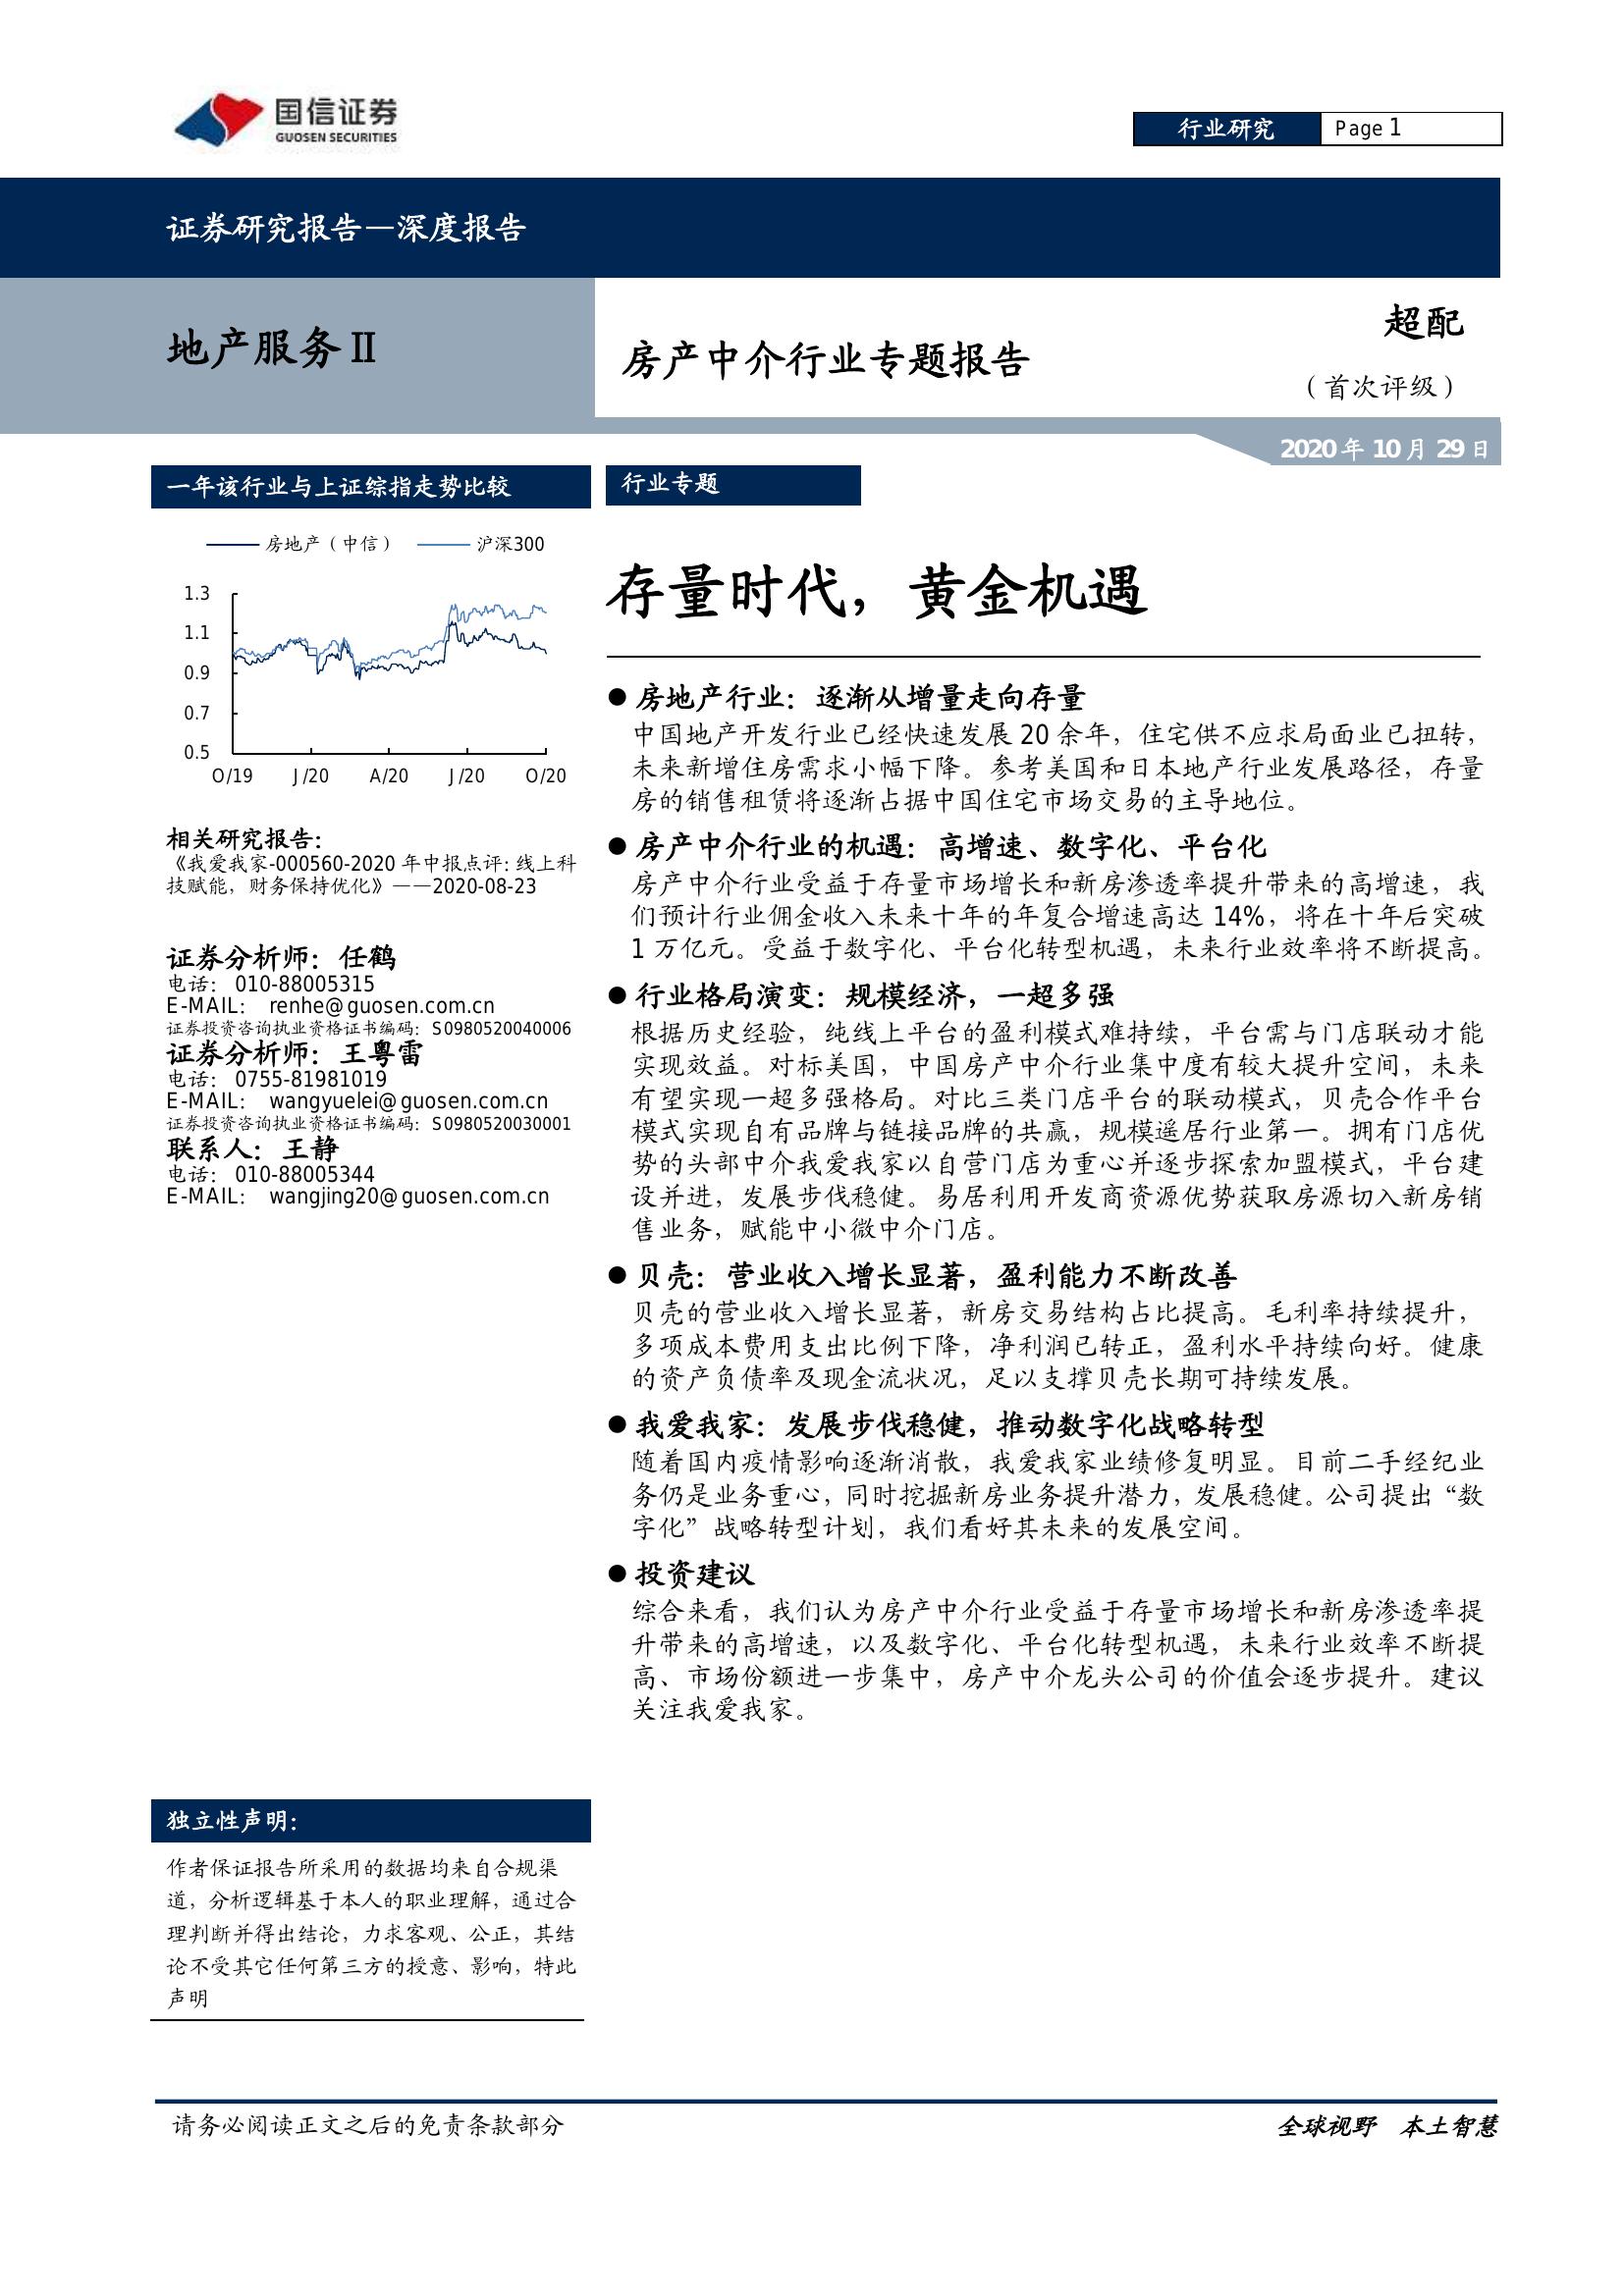 国信证券
GUOSEN SECURITIES
行业研究
Page 1
证券研究报告—深度报告
地产服务Ⅱ
房产中介行业专题报告
超配
（首次评级）
2020年10月29日
一年该行业与上证综指走势比较
房地产（中信）
沪深300
1.3
1.1
0.9
0.7
0.5
O/19
J/20
A/20
J/20
O/20
相关研究报告：
《我爱我家-000560-2020 年中报点评：线上科
技赋能，财务保持优化》——2020-08-23
证券分析师：任鹤
电话： 010-88005315
E-MAIL： renhe@guosen.com.cn
证券投资咨询执业资格证书编码：S0980520040006
证券分析师：王粤雷
电话： 0755-81981019
E-MAIL： wangyuelei@guosen.com.cn
证券投资咨询执业资格证书编码：S0980520030001
联系人：王静
电话： 010-88005344
E-MAIL： wangjing20@guosen.com.cn
独立性声明：
作者保证报告所采用的数据均来自合规渠
道，分析逻辑基于本人的职业理解，通过合
理判断并得出结论，力求客观、公正，其结
论不受其它任何第三方的授意、影响，特此
声明
行业专题
存量时代，黄金机遇
● 房地产行业：逐渐从增量走向存量
中国地产开发行业已经快速发展 20 余年，住宅供不应求局面业已扭转，
未来新增住房需求小幅下降。参考美国和日本地产行业发展路径，存量
房的销售租赁将逐渐占据中国住宅市场交易的主导地位。
● 房产中介行业的机遇：高增速、数字化、平台化
房产中介行业受益于存量市场增长和新房渗透率提升带来的高增速，我
们预计行业佣金收入未来十年的年复合增速高达 14%，将在十年后突破
1 万亿元。受益于数字化、平台化转型机遇，未来行业效率将不断提高。
● 行业格局演变：规模经济，一超多强
根据历史经验，纯线上平台的盈利模式难持续，平台需与门店联动才能
实现效益。对标美国，中国房产中介行业集中度有较大提升空间，未来
有望实现一超多强格局。对比三类门店平台的联动模式，贝壳合作平台
模式实现自有品牌与链接品牌的共赢，规模遥居行业第一。拥有门店优
势的头部中介我爱我家以自营门店为重心并逐步探索加盟模式，平台建
设并进，发展步伐稳健。易居利用开发商资源优势获取房源切入新房销
售业务，赋能中小微中介门店。
● 贝壳：营业收入增长显著，盈利能力不断改善
贝壳的营业收入增长显著，新房交易结构占比提高。毛利率持续提升，
多项成本费用支出比例下降，净利润已转正，盈利水平持续向好。健康
的资产负债率及现金流状况，足以支撑贝壳长期可持续发展。
● 我爱我家：发展步伐稳健，推动数字化战略转型
随着国内疫情影响逐渐消散，我爱我家业绩修复明显。目前二手经纪业
务仍是业务重心，同时挖掘新房业务提升潜力，发展稳健。公司提出“数
字化”战略转型计划，我们看好其未来的发展空间。
● 投资建议
综合来看，我们认为房产中介行业受益于存量市场增长和新房渗透率提
升带来的高增速，以及数字化、平台化转型机遇，未来行业效率不断提
高、市场份额进一步集中，房产中介龙头公司的价值会逐步提升。建议
关注我爱我家。
请务必阅读正文之后的免责条款部分
全球视野 本土智慧